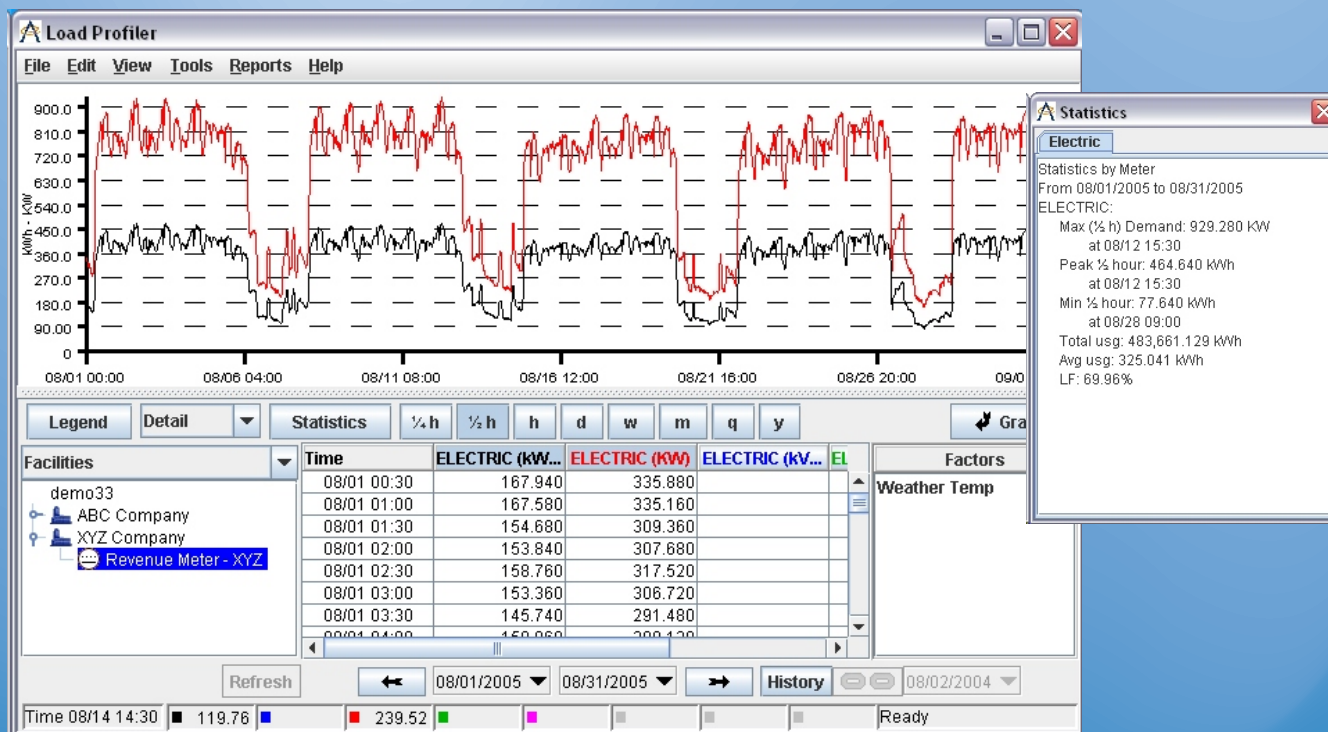 Load Profiler
File Edit View Tools Reports Help
kWh - KW
900.0
810.0
720.0
630.0
540.0
450.0
360.0
270.0
180.0
90.00
0
08/01 00:00 08/06 04:00 08/11 08:00 08/16 12:00 08/21 16:00 08/26 20:00 09/0
Statistics
Electric
Statistics by Meter
From 08/01/2005 to 08/31/2005
ELECTRIC:
Max (½ h) Demand: 929.280 KW
at 08/12 15:30
Peak ½ hour: 464.640 kWh
at 08/12 15:30
Min ½ hour: 77.640 kWh
at 08/28 09:00
Total usg: 483,661.129 kWh
Avg usg: 325.041 kWh
LF: 69.96%
Legend Detail Statistics ¼ h ½ h h d w m q y Gra
Facilities
demo33
ABC Company
XYZ Company
Revenue Meter - XYZ
Time ELECTRIC (kW... ELECTRIC (KW) ELECTRIC (kV... EL
08/01 00:30 167.940 335.880
08/01 01:00 167.580 335.160
08/01 01:30 154.680 309.360
08/01 02:00 153.840 307.680
08/01 02:30 158.760 317.520
08/01 03:00 153.360 306.720
08/01 03:30 145.740 291.480
Factors
Weather Temp
Refresh 08/01/2005 08/31/2005 History 08/02/2004
Time 08/14 14:30 119.76 239.52 Ready